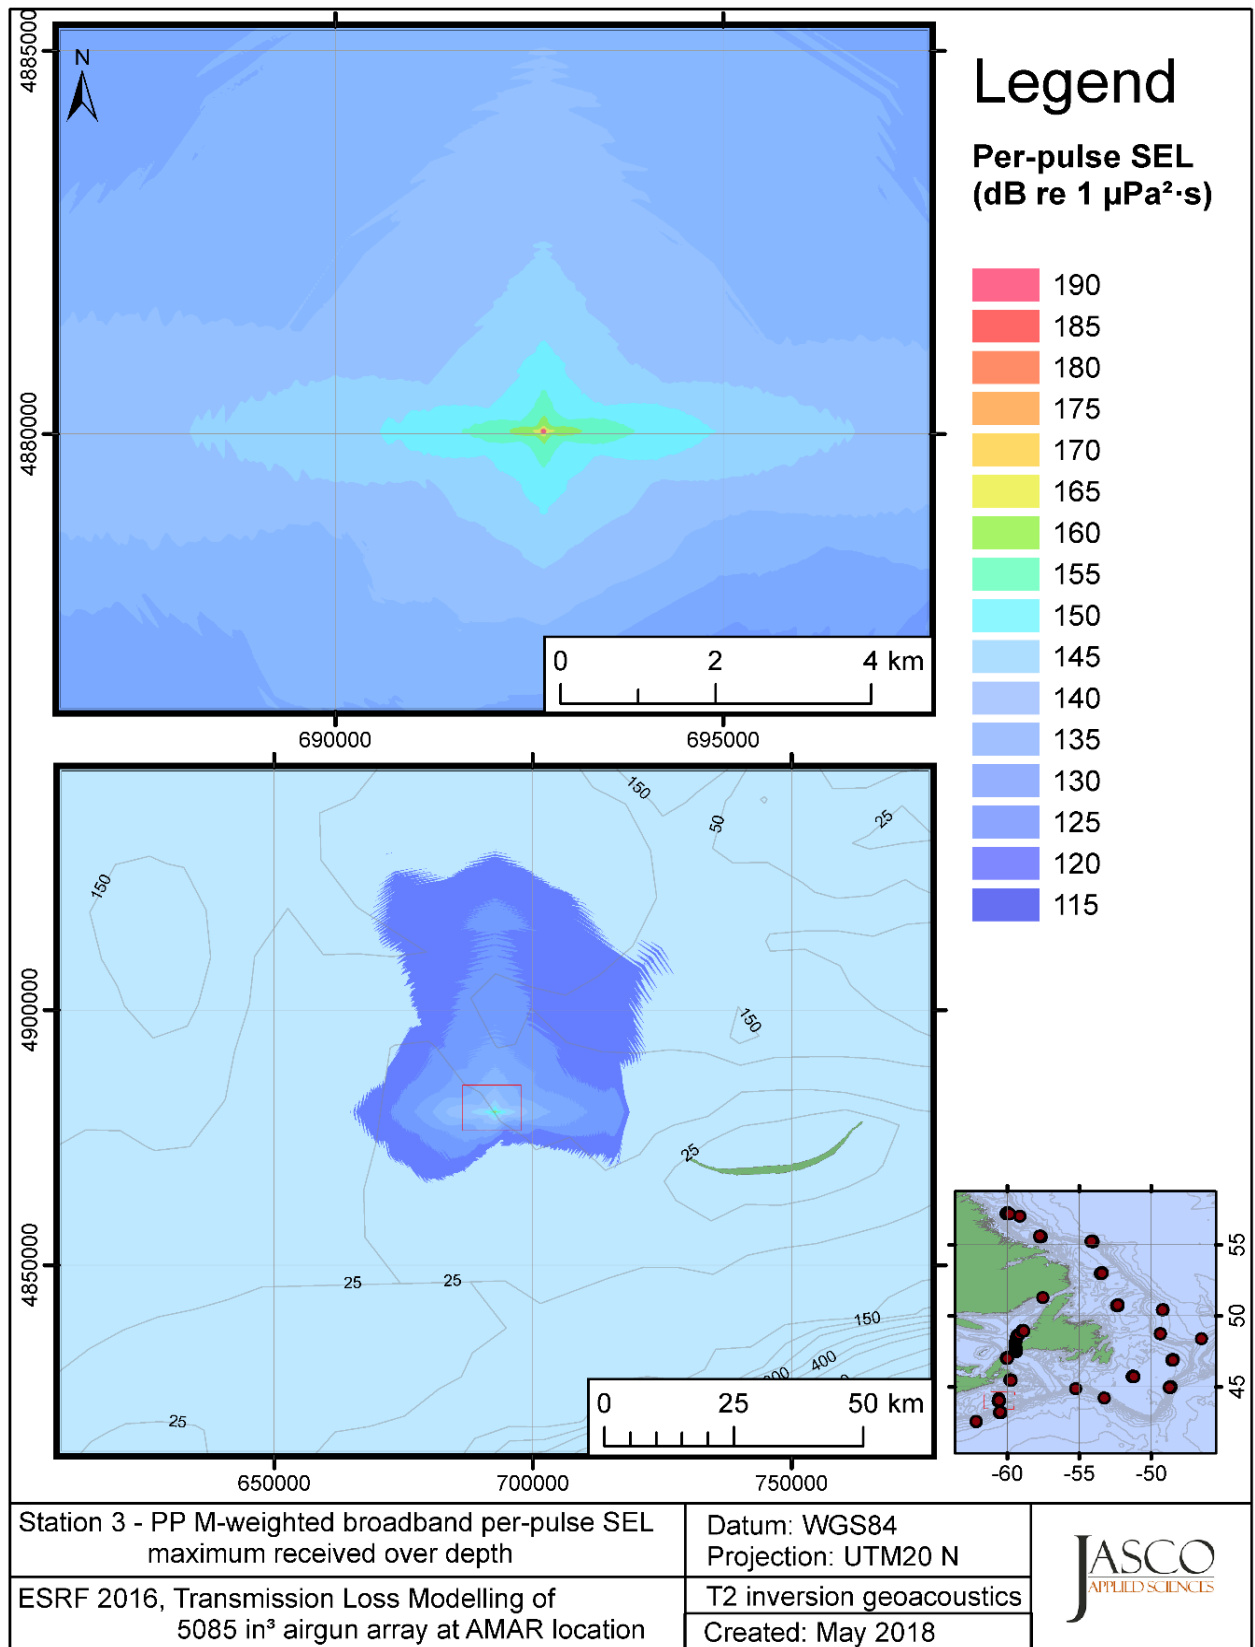 N
4885000
4880000
690000
695000
0 2 4 km
Legend
Per-pulse SEL
(dB re 1 µPa²·s)
190
185
180
175
170
165
160
155
150
145
140
135
130
125
120
115
150
150
50
25
150
25
25
25
150
400
25
4900000
4850000
0 25 50 km
650000
700000
750000
55
50
45
-60
-55
-50
Station 3 - PP M-weighted broadband per-pulse SEL
maximum received over depth
ESRF 2016, Transmission Loss Modelling of
5085 in³ airgun array at AMAR location
Datum: WGS84
Projection: UTM20 N
T2 inversion geoacoustics
Created: May 2018
JASCO
APPLIED SCIENCES